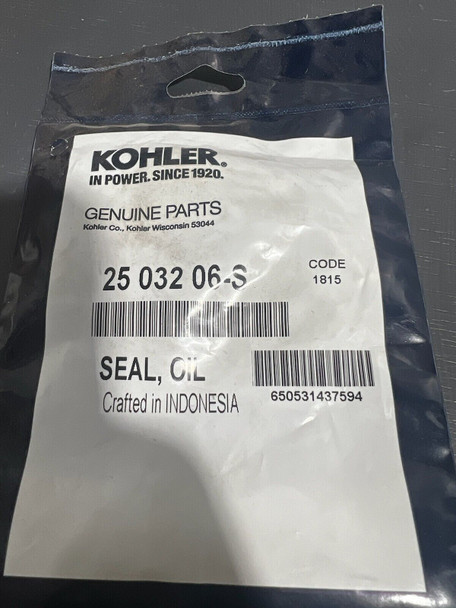 KOHLER.
IN POWER. SINCE 1920.
GENUINE PARTS
Kohler Co., Kohler Wisconsin 53044
25 032 06-S
CODE
1815
SEAL, OIL
Crafted in INDONESIA
650531437594